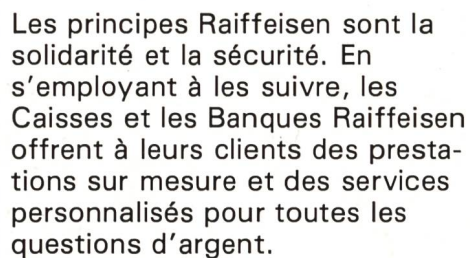 Les principes Raiffeisen sont la
solidarité et la sécurité. En
s'employant à les suivre, les
Caisses et les Banques Raiffeisen
offrent à leurs clients des presta-
tions sur mesure et des services
personnalisés pour toutes les
questions d'argent.